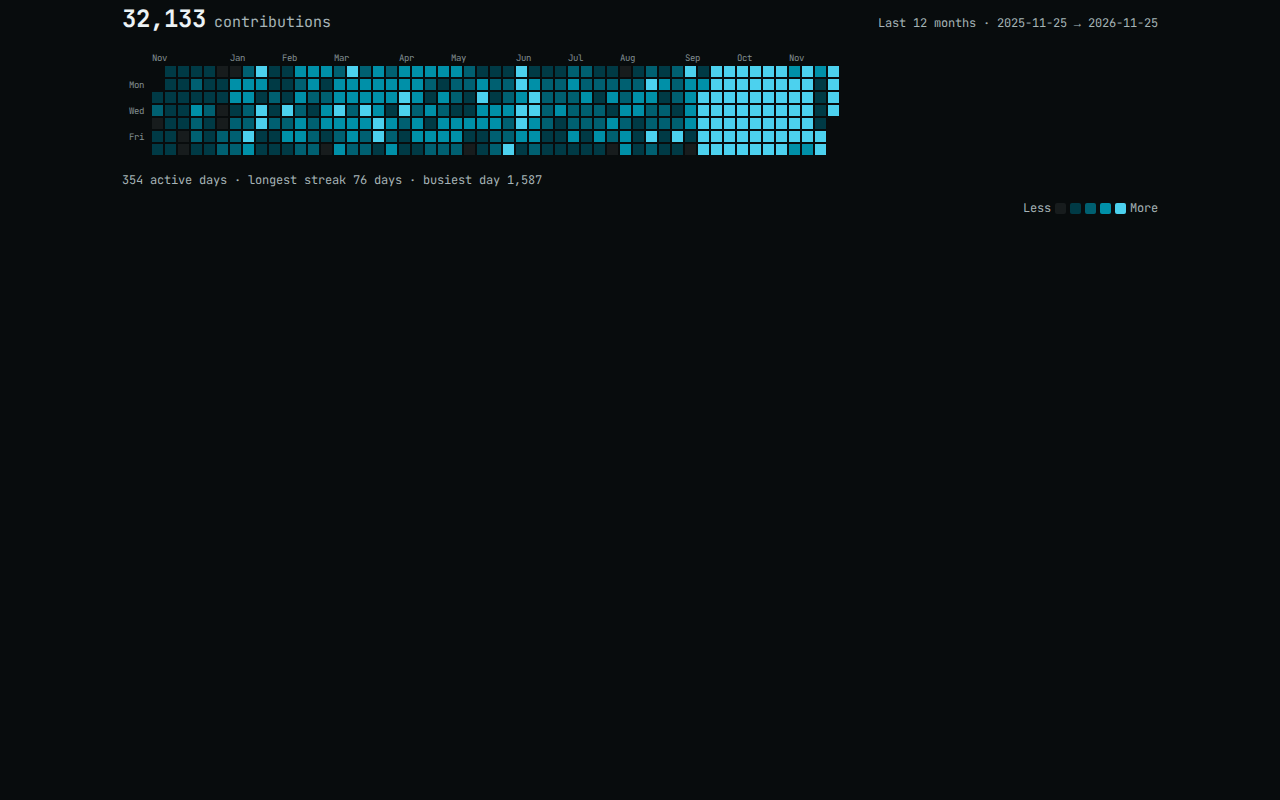 32,133 contributions
Last 12 months · 2025-11-25 → 2026-11-25
Nov Jan Feb Mar Apr May Jun Jul Aug Sep Oct Nov
Mon
Wed
Fri
354 active days · longest streak 76 days · busiest day 1,587
Less More